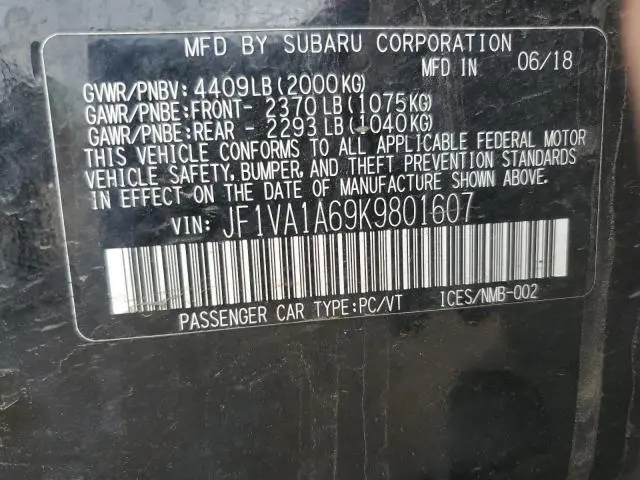 MFD BY SUBARU CORPORATION
MFD IN 06/18
GVWR/PNBV: 4409LB(2000KG)
GAWR/PNBE:FRONT- 2370LB(1075KG)
GAWR/PNBE:REAR - 2293LB(1040KG)
THIS VEHICLE CONFORMS TO ALL APPLICABLE FEDERAL MOTOR
VEHICLE SAFETY, BUMPER, AND THEFT PREVENTION STANDARDS
IN EFFECT ON THE DATE OF MANUFACTURE SHOWN ABOVE.
VIN: JF1VA1A69K9801607
PASSENGER CAR TYPE:PC/VT ICES/NMB-002